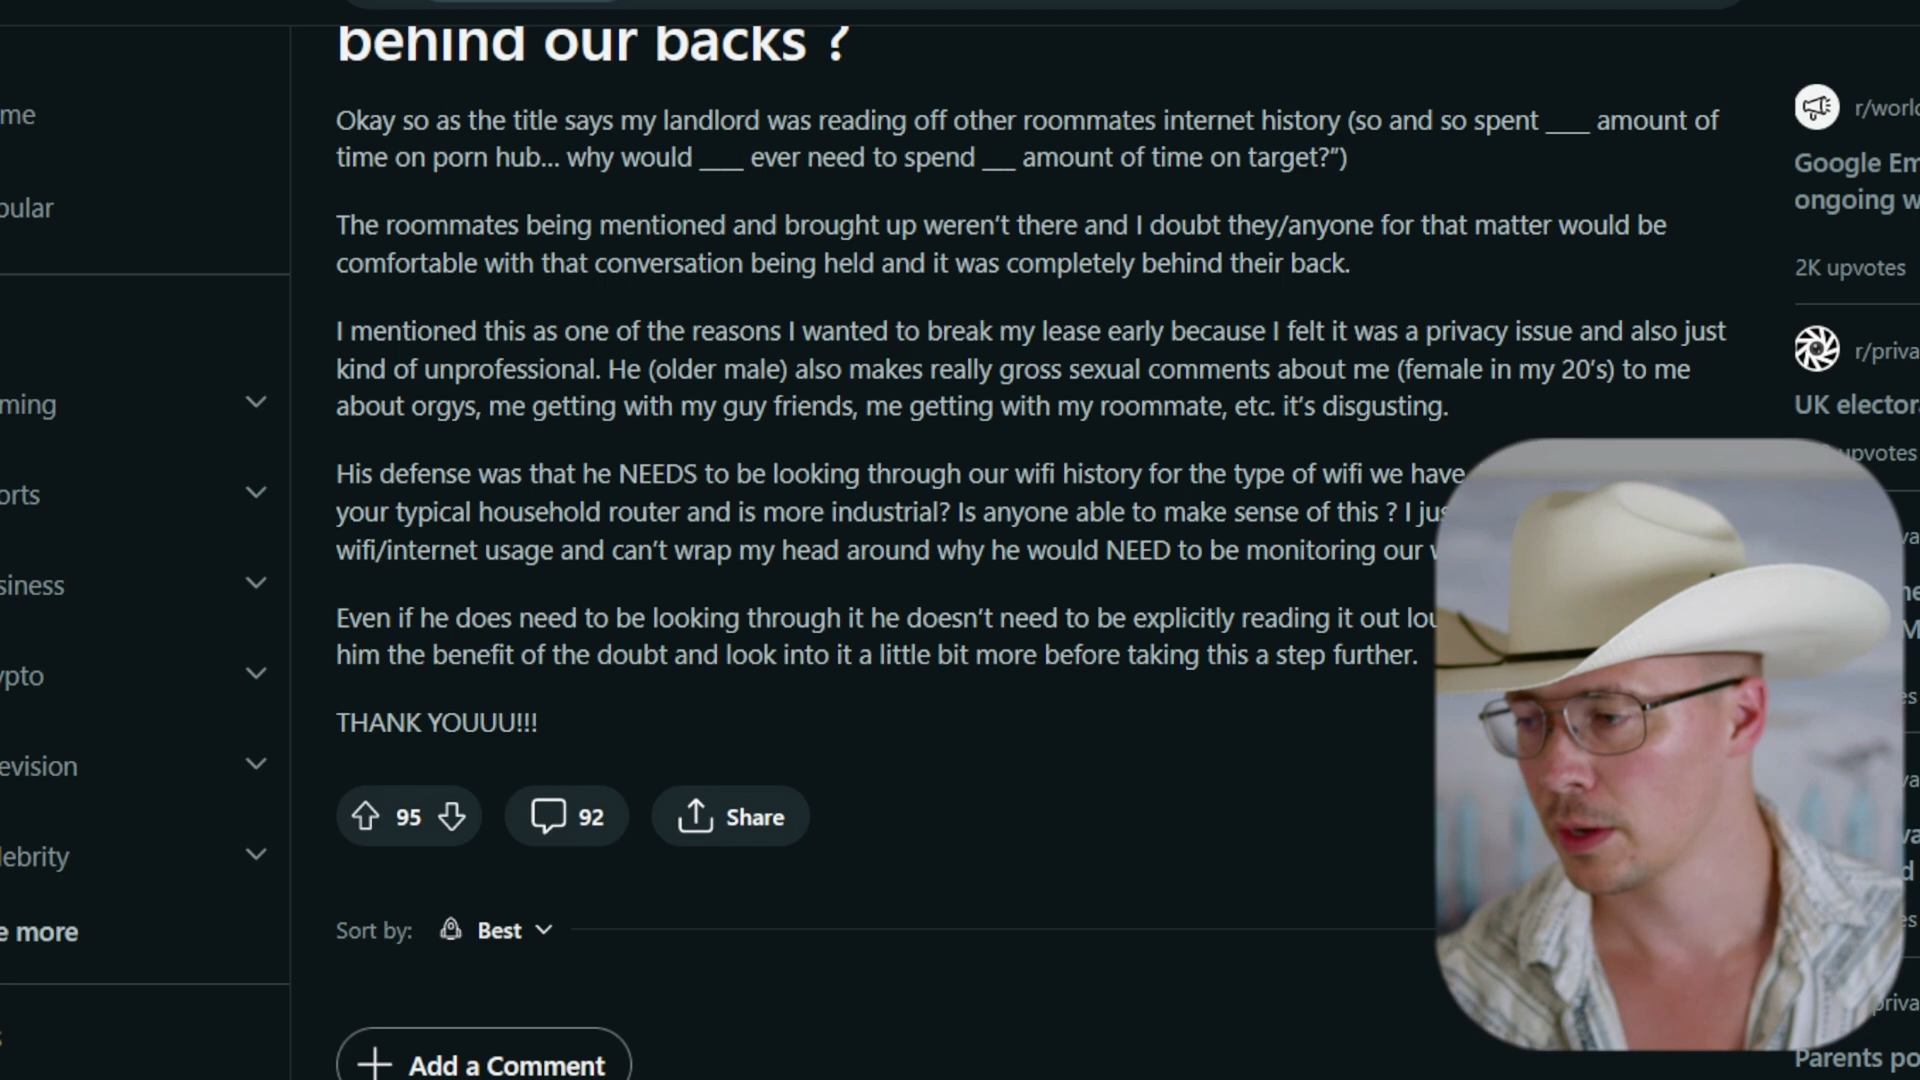 behind our backs ?
Okay so as the title says my landlord was reading off other roommates internet history (so and so spent ____ amount of
time on porn hub... why would ____ ever need to spend ___ amount of time on target?”)
The roommates being mentioned and brought up weren’t there and I doubt they/anyone for that matter would be
comfortable with that conversation being held and it was completely behind their back.
I mentioned this as one of the reasons I wanted to break my lease early because I felt it was a privacy issue and also just
kind of unprofessional. He (older male) also makes really gross sexual comments about me (female in my 20’s) to me
about orgys, me getting with my guy friends, me getting with my roommate, etc. it’s disgusting.
His defense was that he NEEDS to be looking through our wifi history for the type of wifi we have
your typical household router and is more industrial? Is anyone able to make sense of this ? I jus
wifi/internet usage and can’t wrap my head around why he would NEED to be monitoring our
Even if he does need to be looking through it he doesn’t need to be explicitly reading it out lou
him the benefit of the doubt and look into it a little bit more before taking this a step further.
THANK YOUUU!!!
95
92
Share
Sort by:
Best
Add a Comment
me
pular
ming
orts
siness
ypto
evision
lebrity
e more
r/world
Google Em
ongoing w
2K upvotes
r/priva
UK elector
upvotes
priva
Parents po